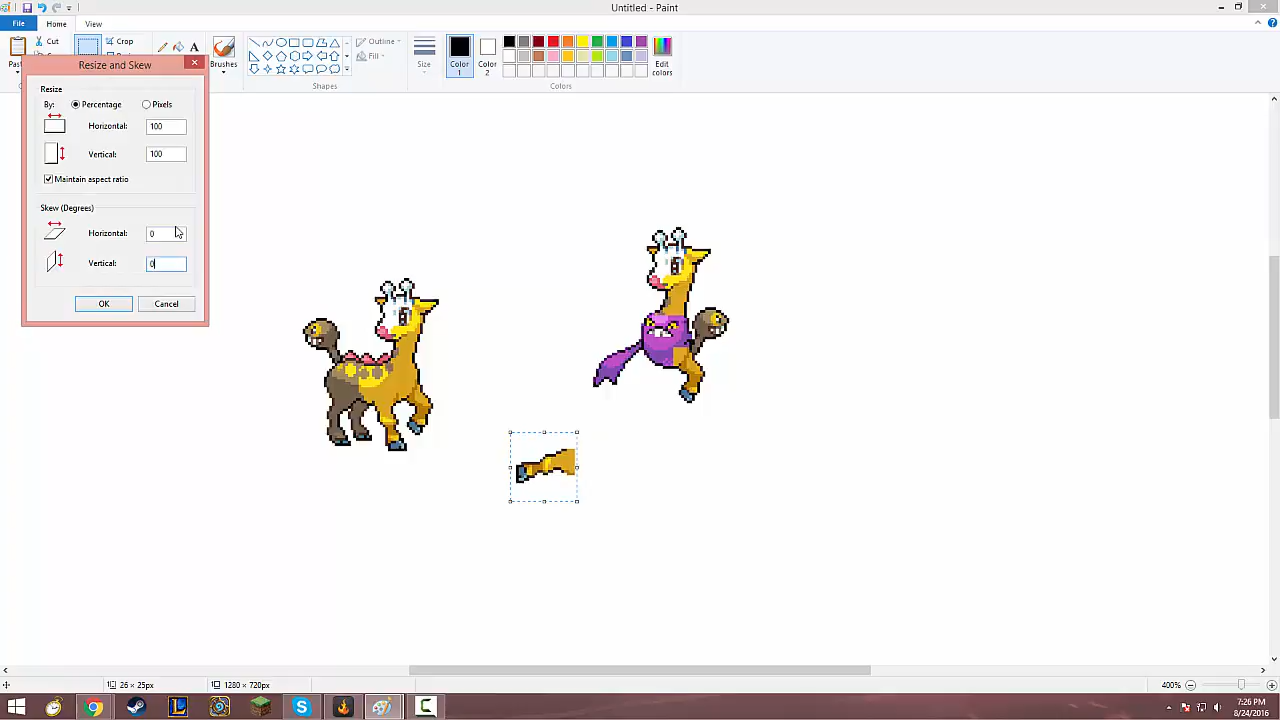 Untitled - Paint
File
Home
View
Cut
Crop
A
Paste
Brushes
Outline
Fill
Size
Color 1
Color 2
Edit colors
Shapes
Colors
Resize and Skew
Resize
By:
Percentage
Pixels
Horizontal:
100
Vertical:
100
Maintain aspect ratio
Skew (Degrees)
Horizontal:
0
Vertical:
0
OK
Cancel
26 × 25px
1280 × 720px
400%
7:26 PM
8/24/2016